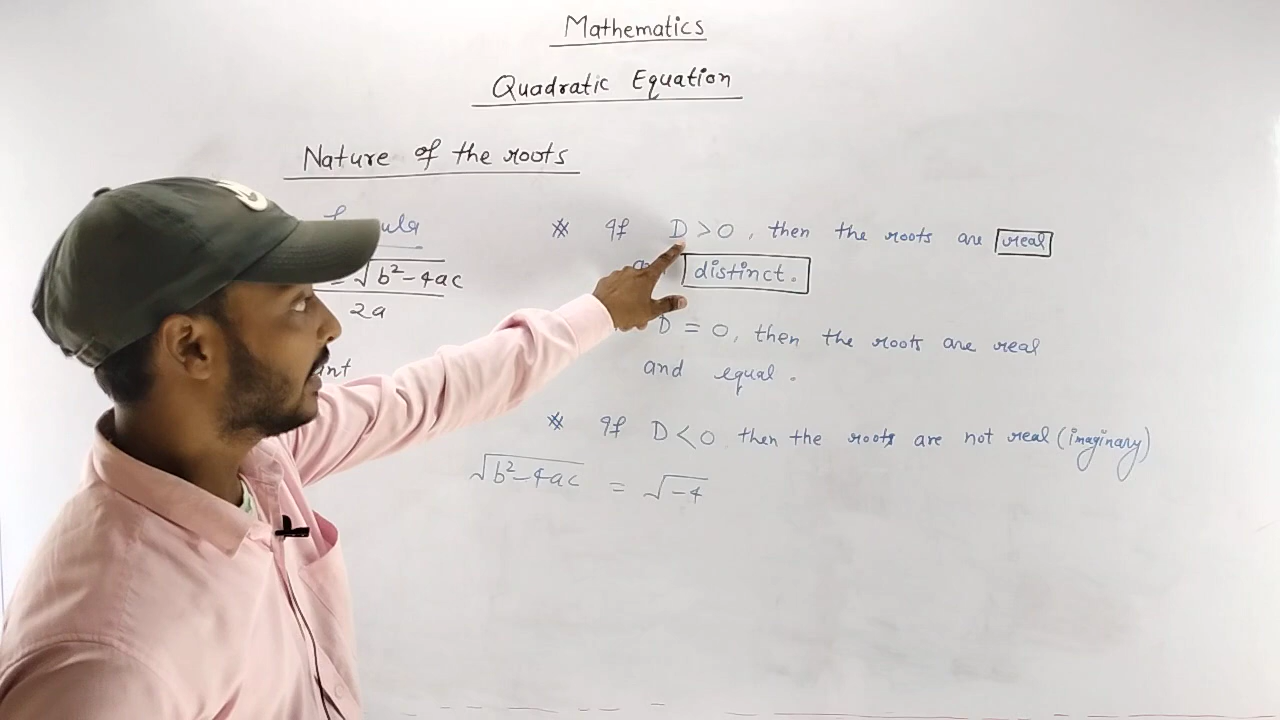 Mathematics
Quadratic Equation
Nature of the roots
= √b²-4ac
2a
* If D > 0, then the roots are real
distinct.
D = 0, then the roots are real
and equal.
* If D < 0 then the roots are not real (imaginary)
√b²-4ac = √-4